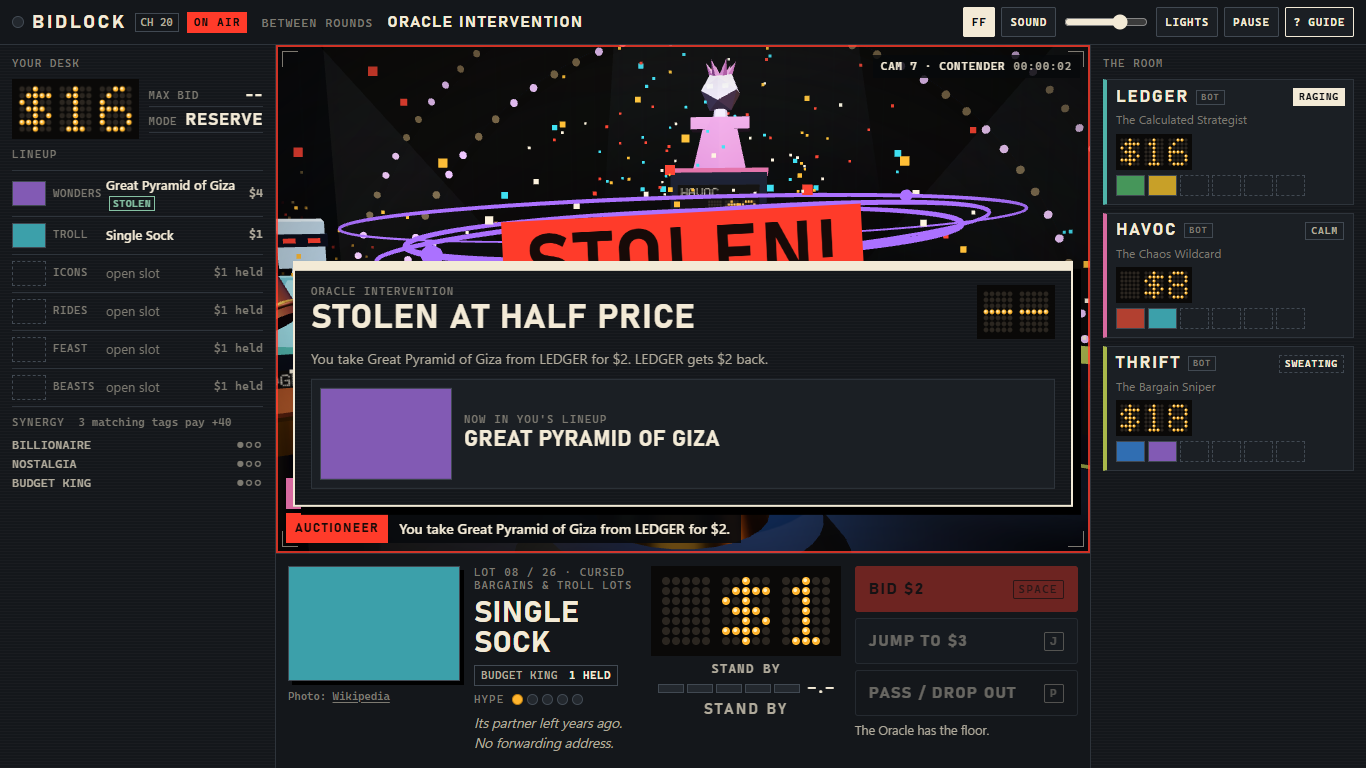 BIDLOCK CH 20 ON AIR BETWEEN ROUNDS ORACLE INTERVENTION FF SOUND LIGHTS PAUSE ? GUIDE
YOUR DESK
$16
MAX BID --
MODE RESERVE
LINEUP
WONDERS Great Pyramid of Giza $4
STOLEN
TROLL Single Sock $1
ICONS open slot $1 held
RIDES open slot $1 held
FEAST open slot $1 held
BEASTS open slot $1 held
SYNERGY 3 matching tags pay +40
BILLIONAIRE
NOSTALGIA
BUDGET KING
CAM 7 · CONTENDER 00:00:02
HAVOC
STOLEN!
ORACLE INTERVENTION
STOLEN AT HALF PRICE
--
You take Great Pyramid of Giza from LEDGER for $2. LEDGER gets $2 back.
NOW IN YOU'S LINEUP
GREAT PYRAMID OF GIZA
AUCTIONEER You take Great Pyramid of Giza from LEDGER for $2.
LOT 08 / 26 · CURSED
BARGAINS & TROLL LOTS
SINGLE
SOCK
BUDGET KING 1 HELD
HYPE
Its partner left years ago.
No forwarding address.
Photo: Wikipedia
$1
STAND BY
-.-
STAND BY
BID $2 SPACE
JUMP TO $3 J
PASS / DROP OUT P
The Oracle has the floor.
THE ROOM
LEDGER BOT RAGING
The Calculated Strategist
$16
HAVOC BOT CALM
The Chaos Wildcard
$8
THRIFT BOT SWEATING
The Bargain Sniper
$18